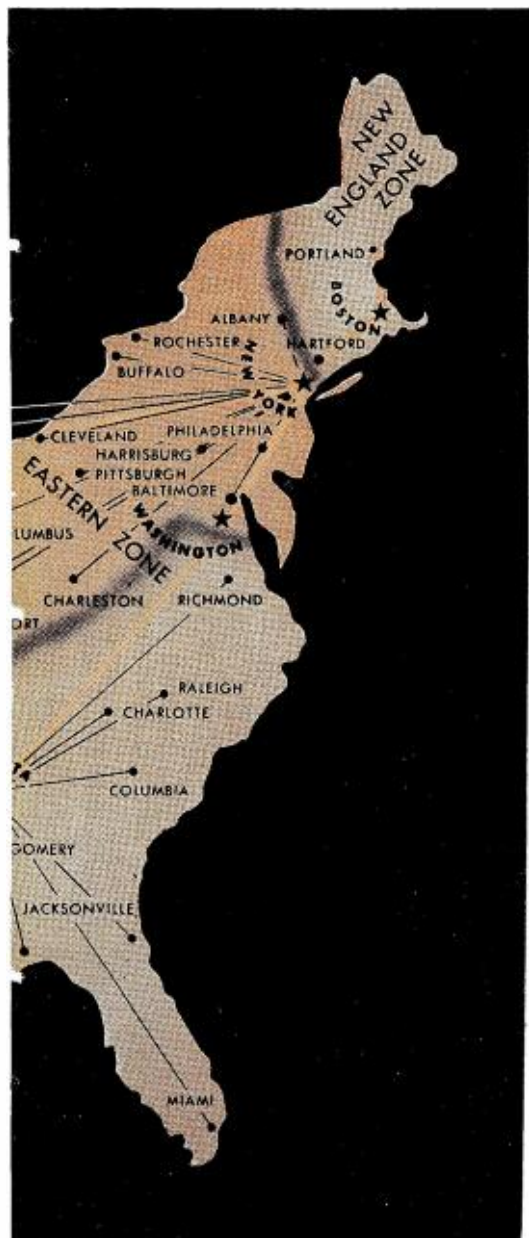 NEW
ENGLAND
ZONE
PORTLAND
BOSTON
ALBANY
ROCHESTER
HARTFORD
NEW
YORK
BUFFALO
PHILADELPHIA
CLEVELAND
HARRISBURG
PITTSBURGH
BALTIMORE
EASTERN ZONE
WASHINGTON
LUMBUS
CHARLESTON
RICHMOND
ORT
RALEIGH
CHARLOTTE
TA
COLUMBIA
GOMERY
JACKSONVILLE
MIAMI